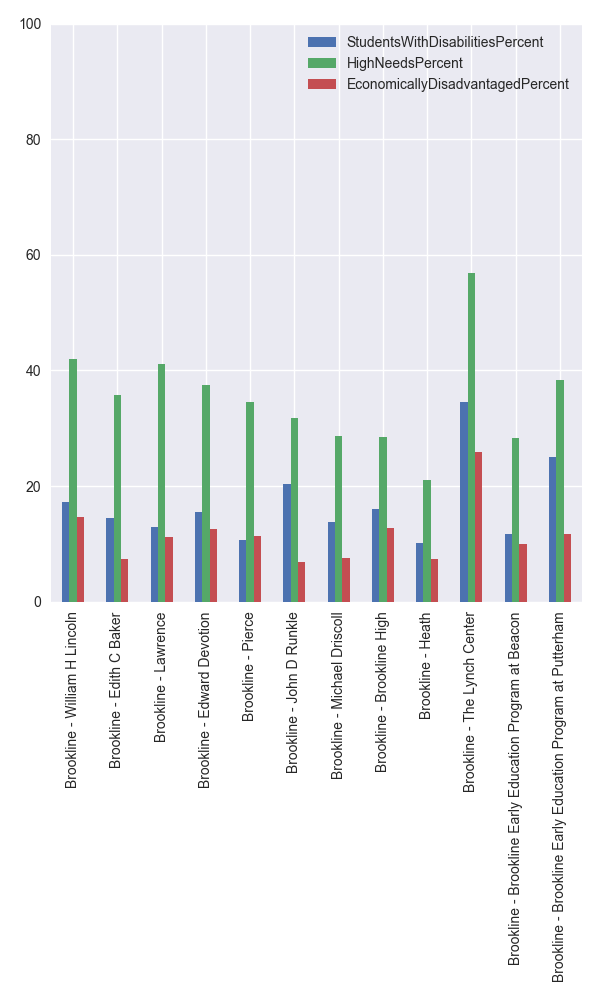 100
80
60
40
20
0
StudentsWithDisabilitiesPercent
HighNeedsPercent
EconomicallyDisadvantagedPercent
Brookline - William H Lincoln
Brookline - Edith C Baker
Brookline - Lawrence
Brookline - Edward Devotion
Brookline - Pierce
Brookline - John D Runkle
Brookline - Michael Driscoll
Brookline - Brookline High
Brookline - Heath
Brookline - The Lynch Center
Brookline - Brookline Early Education Program at Beacon
Brookline - Brookline Early Education Program at Putterham